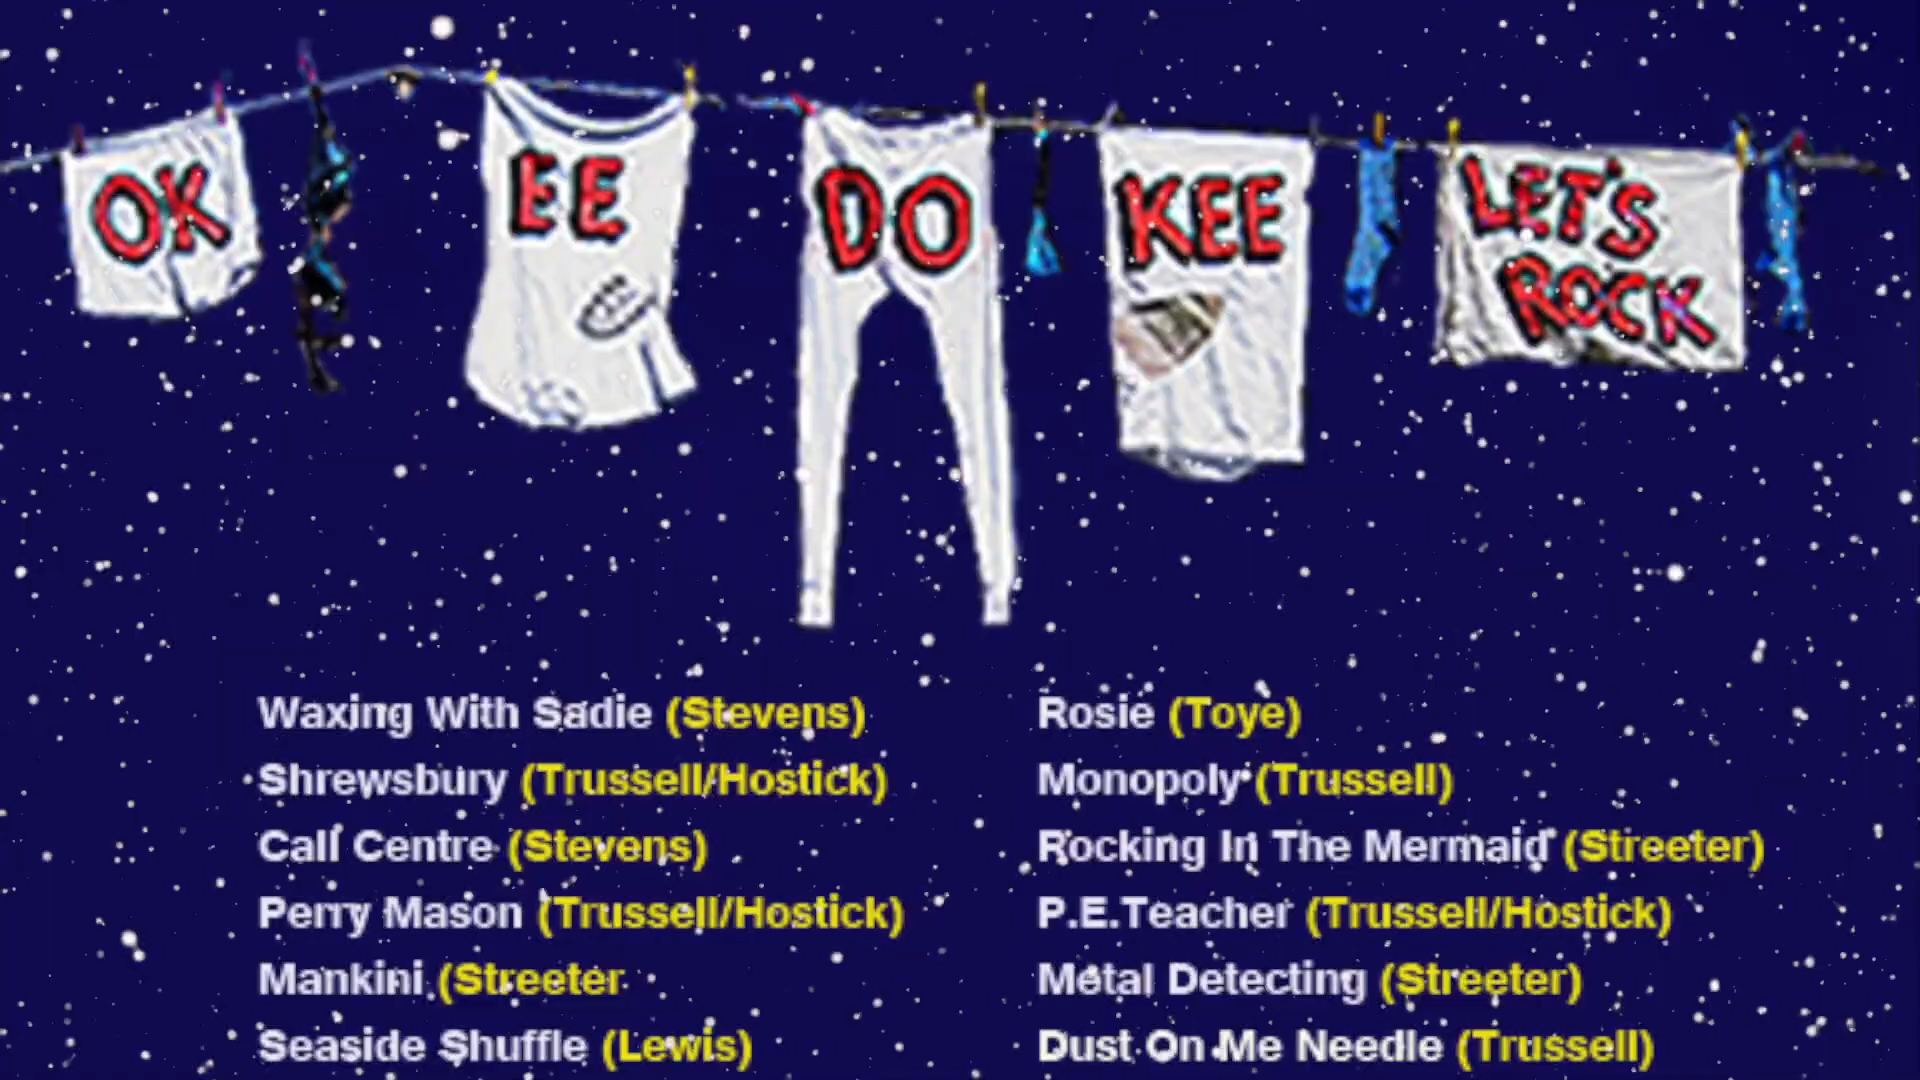 OK
EE
DO
KEE
LET'S
ROCK
Waxing With Sadie (Stevens)
Shrewsbury (Trussell/Hostick)
Call Centre (Stevens)
Perry Mason (Trussell/Hostick)
Mankini (Streeter
Seaside Shuffle (Lewis)
Rosie (Toye)
Monopoly (Trussell)
Rocking In The Mermaid (Streeter)
P.E.Teacher (Trussell/Hostick)
Metal Detecting (Streeter)
Dust On Me Needle (Trussell)